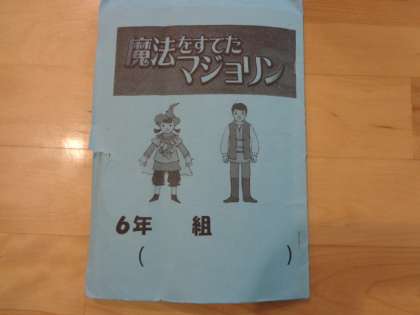 魔法をすてた
マジョリン
6年 組
( )